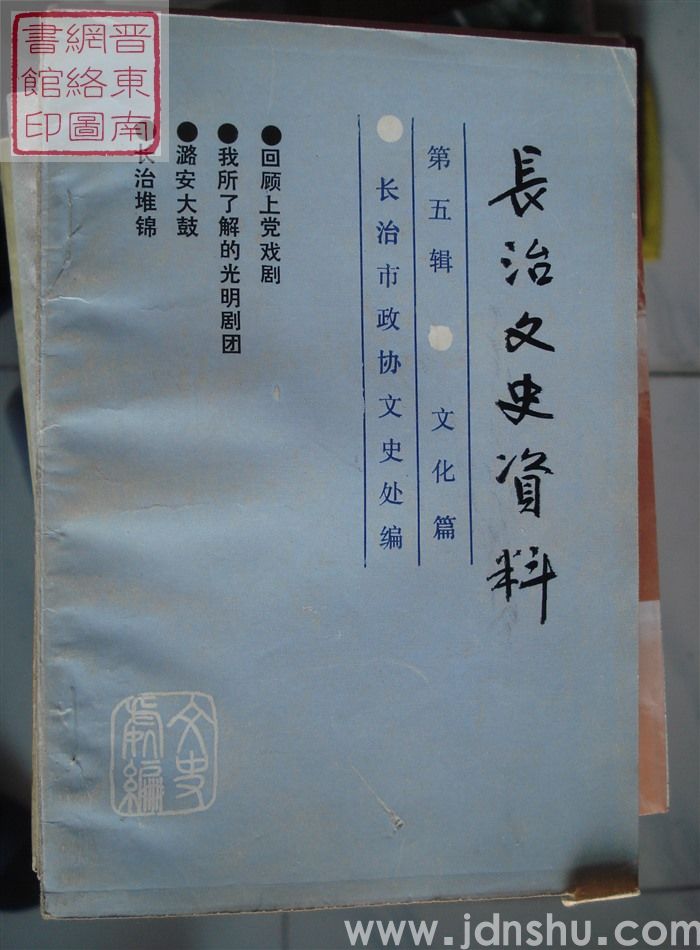 長治文史資料
第五辑●文化篇
●长治市政协文史处编
●回顾上党戏剧
●我所了解的光明剧团
●潞安大鼓
●长治堆锦
文史
處編
晋東南
網絡圖
書館印
www.jdnshu.com